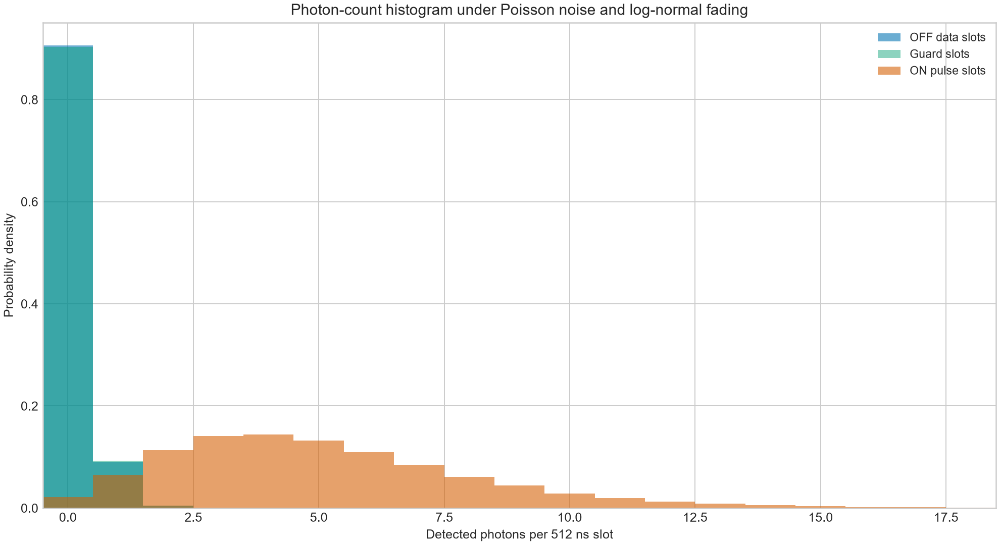 Photon-count histogram under Poisson noise and log-normal fading
OFF data slots
Guard slots
ON pulse slots
Probability density
0.8
0.6
0.4
0.2
0.0
0.0 2.5 5.0 7.5 10.0 12.5 15.0 17.5
Detected photons per 512 ns slot